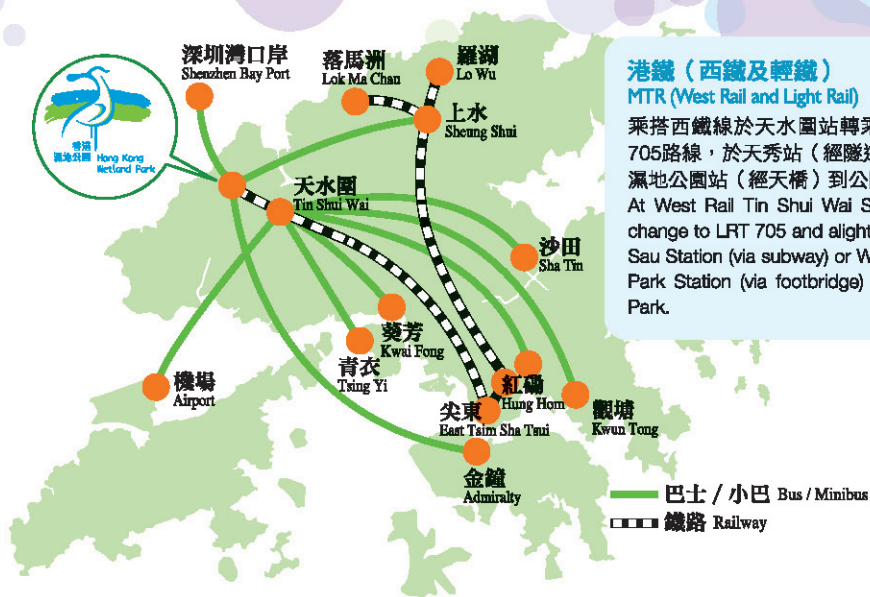 深圳灣口岸
Shenzhen Bay Port
落馬洲
Lok Ma Chau
羅湖
Lo Wu
上水
Sheung Shui
香港
濕地公園 Hong Kong
Wetland Park
天水圍
Tin Shui Wai
沙田
Sha Tin
葵芳
Kwai Fong
青衣
Tsing Yi
機場
Airport
紅磡
Hung Hom
尖東
East Tsim Sha Tsui
觀塘
Kwun Tong
金鐘
Admiralty
巴士 / 小巴 Bus / Minibus
鐵路 Railway
港鐵（西鐵及輕鐵）
MTR (West Rail and Light Rail)
乘搭西鐵線於天水圍站轉乘
705路線，於天秀站（經隧道
濕地公園站（經天橋）到公園
At West Rail Tin Shui Wai S
change to LRT 705 and alight
Sau Station (via subway) or W
Park Station (via footbridge)
Park.